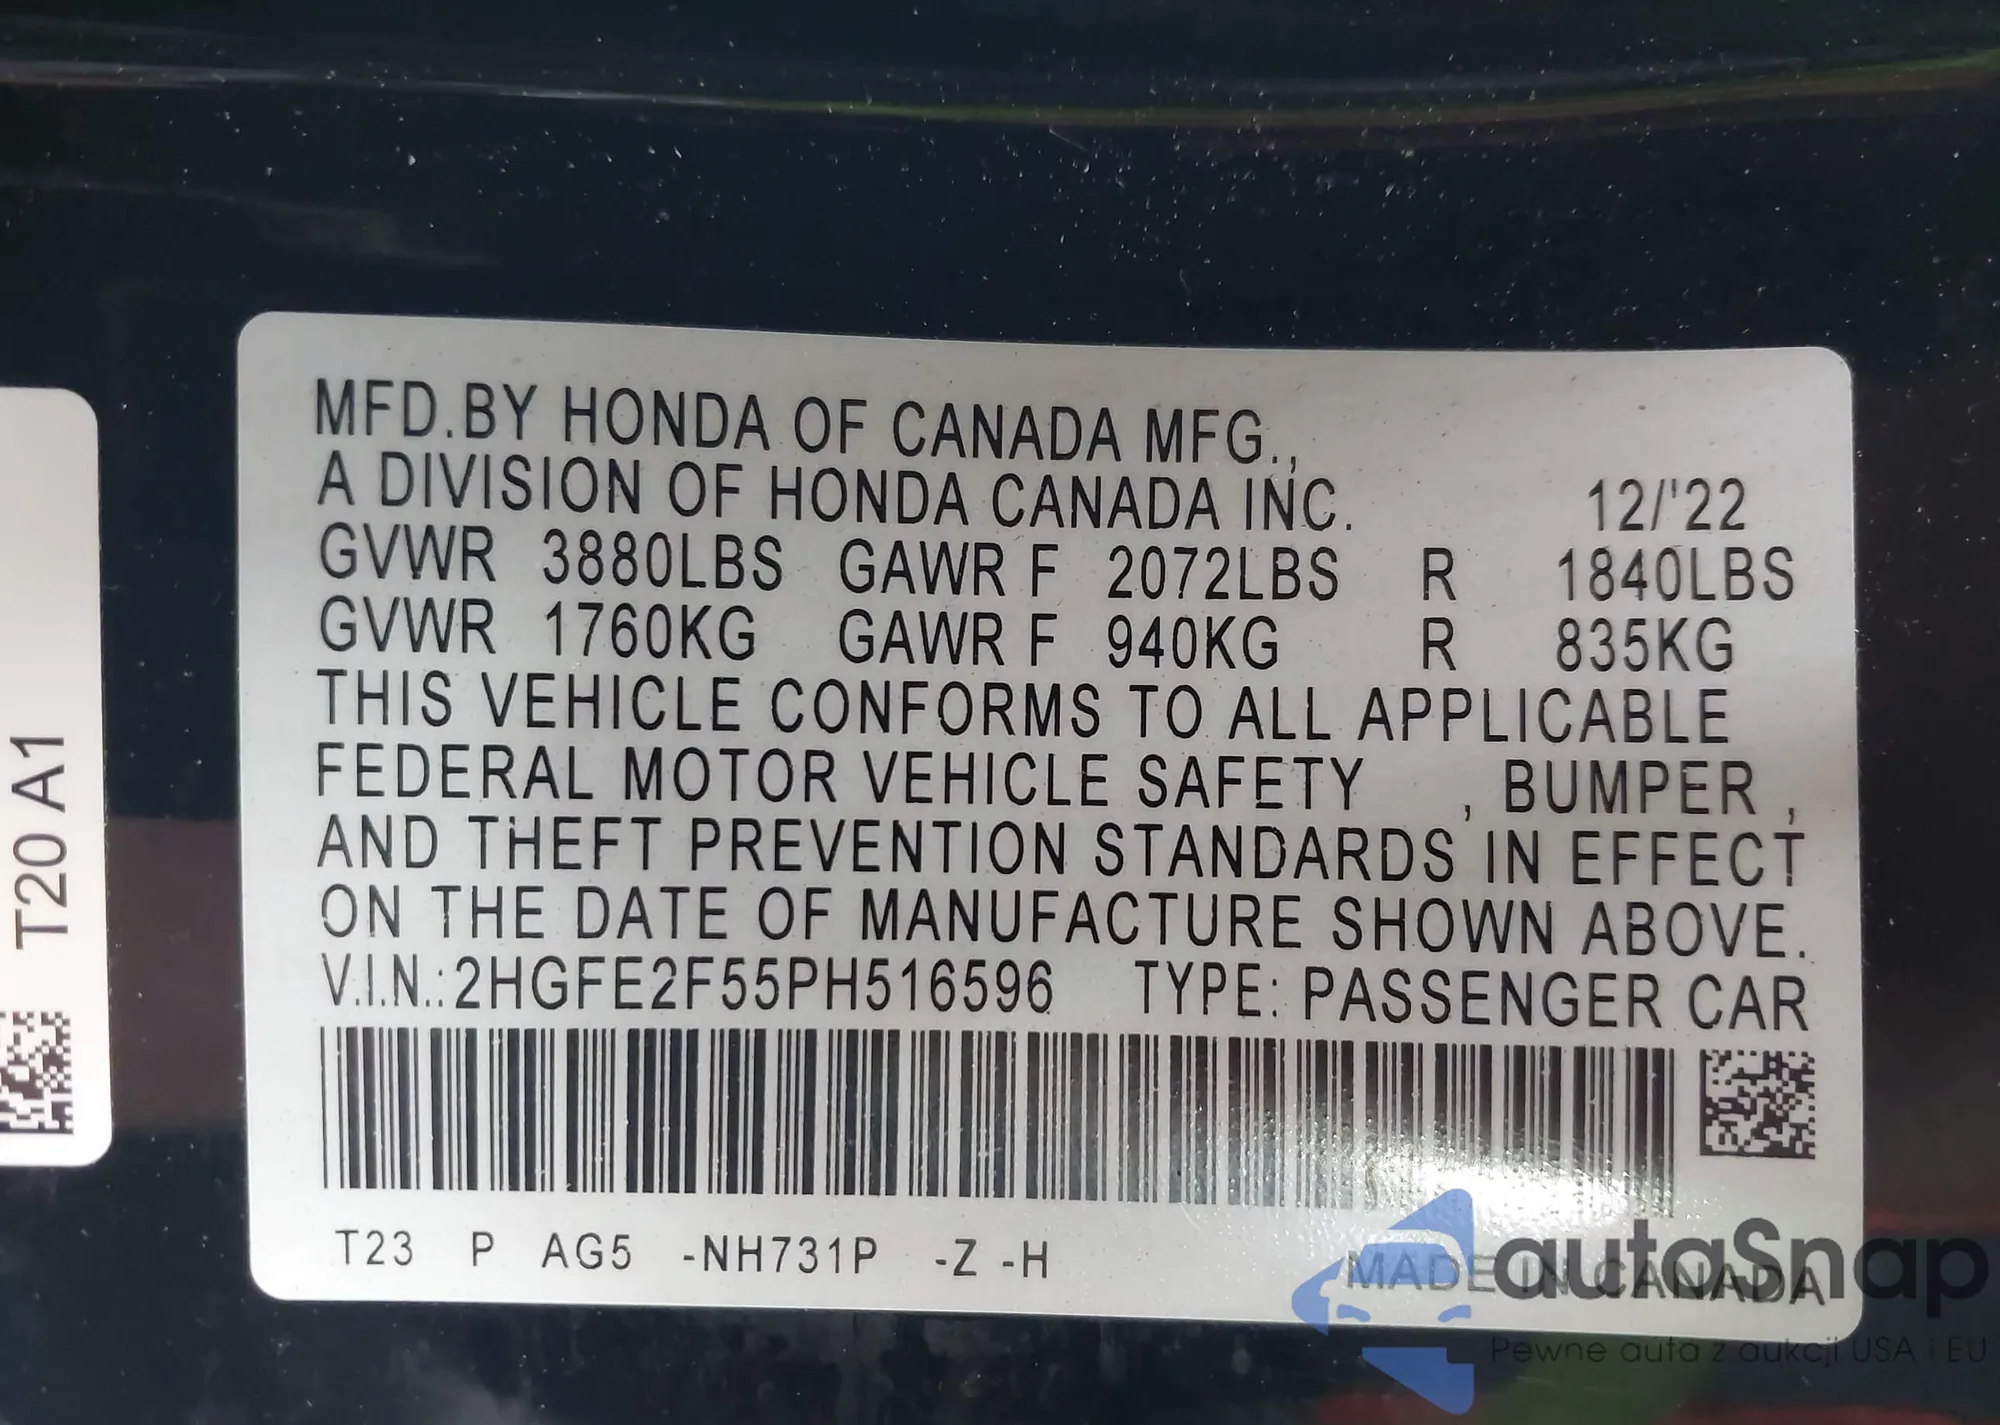 MFD.BY HONDA OF CANADA MFG.,
A DIVISION OF HONDA CANADA INC. 12/'22
GVWR 3880LBS GAWR F 2072LBS R 1840LBS
GVWR 1760KG GAWR F 940KG R 835KG
THIS VEHICLE CONFORMS TO ALL APPLICABLE
FEDERAL MOTOR VEHICLE SAFETY , BUMPER ,
AND THEFT PREVENTION STANDARDS IN EFFECT
ON THE DATE OF MANUFACTURE SHOWN ABOVE.
V.I.N.:2HGFE2F55PH516596 TYPE: PASSENGER CAR
T23 P AG5 -NH731P -Z -H
MADE IN CANADA
T20 A1
autoSnap
Pewne auta z aukcji USA i EU